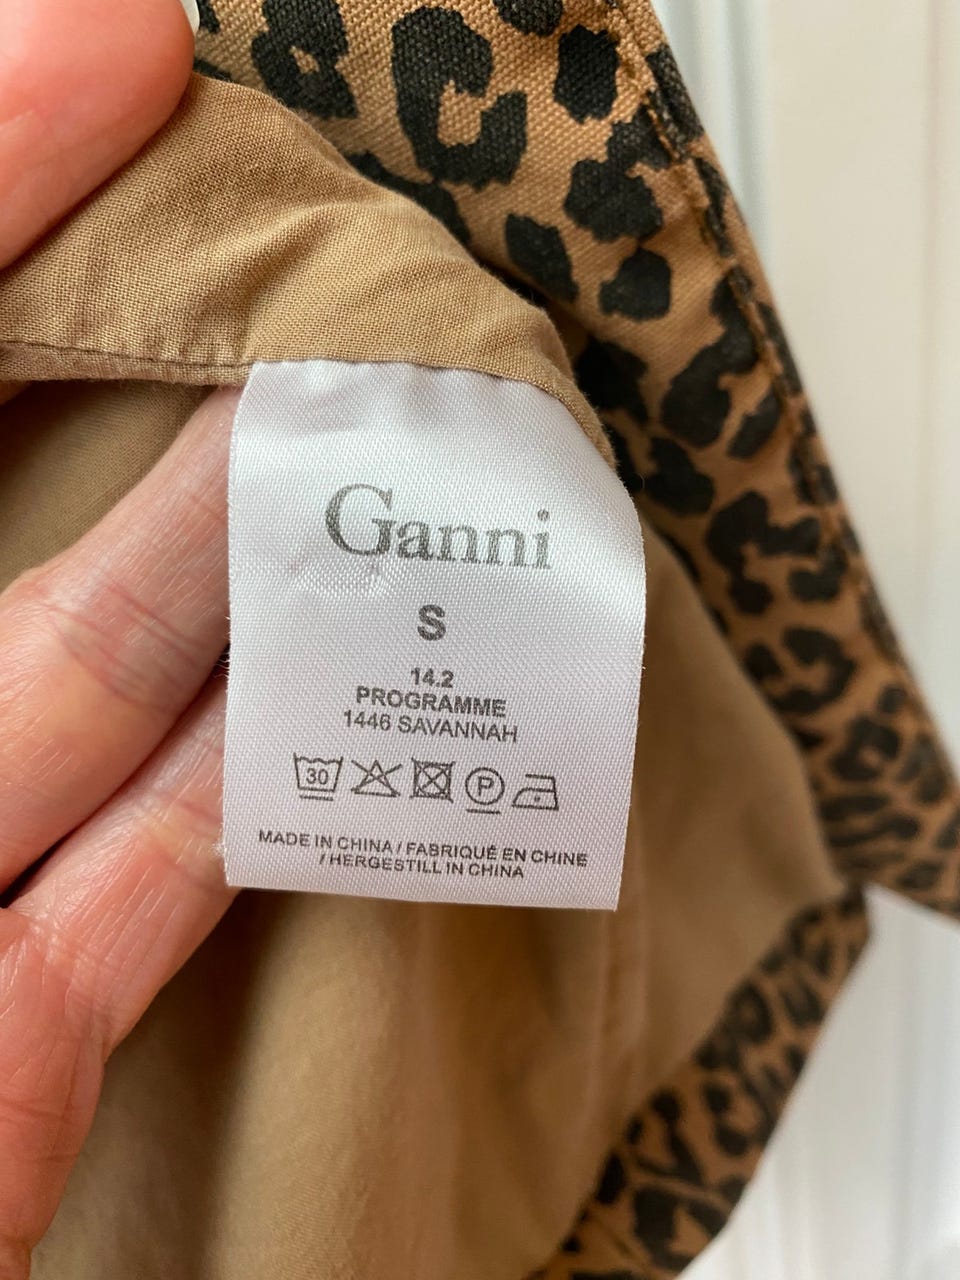 Ganni
S
14.2
PROGRAMME
1446 SAVANNAH
30 P
MADE IN CHINA / FABRIQUÉ EN CHINE
/ HERGESTILL IN CHINA